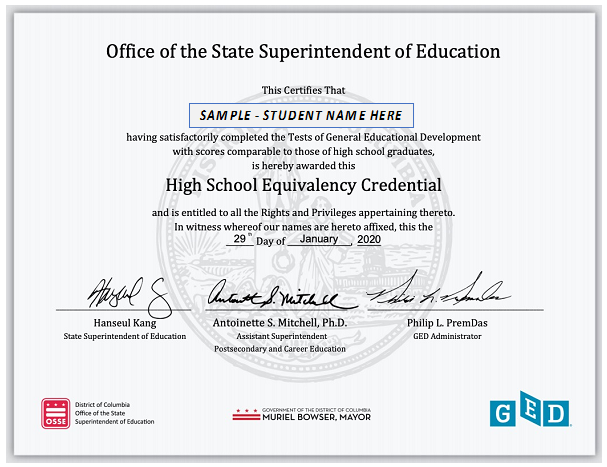 Office of the State Superintendent of Education
This Certifies That
SAMPLE - STUDENT NAME HERE
having satisfactorily completed the Tests of General Educational Development
with scores comparable to those of high school graduates,
is hereby awarded this
High School Equivalency Credential
and is entitled to all the Rights and Privileges appertaining thereto.
In witness whereof our names are hereto affixed, this the
29th Day of January, 2020
Hanseul Kang
State Superintendent of Education
Antoinette S. Mitchell
Antoinette S. Mitchell, Ph.D.
Assistant Superintendent
Postsecondary and Career Education
Philip L. PremDas
GED Administrator
OSSE
District of Columbia
Office of the State
Superintendent of Education
GOVERNMENT OF THE DISTRICT OF COLUMBIA
MURIEL BOWSER, MAYOR
GED